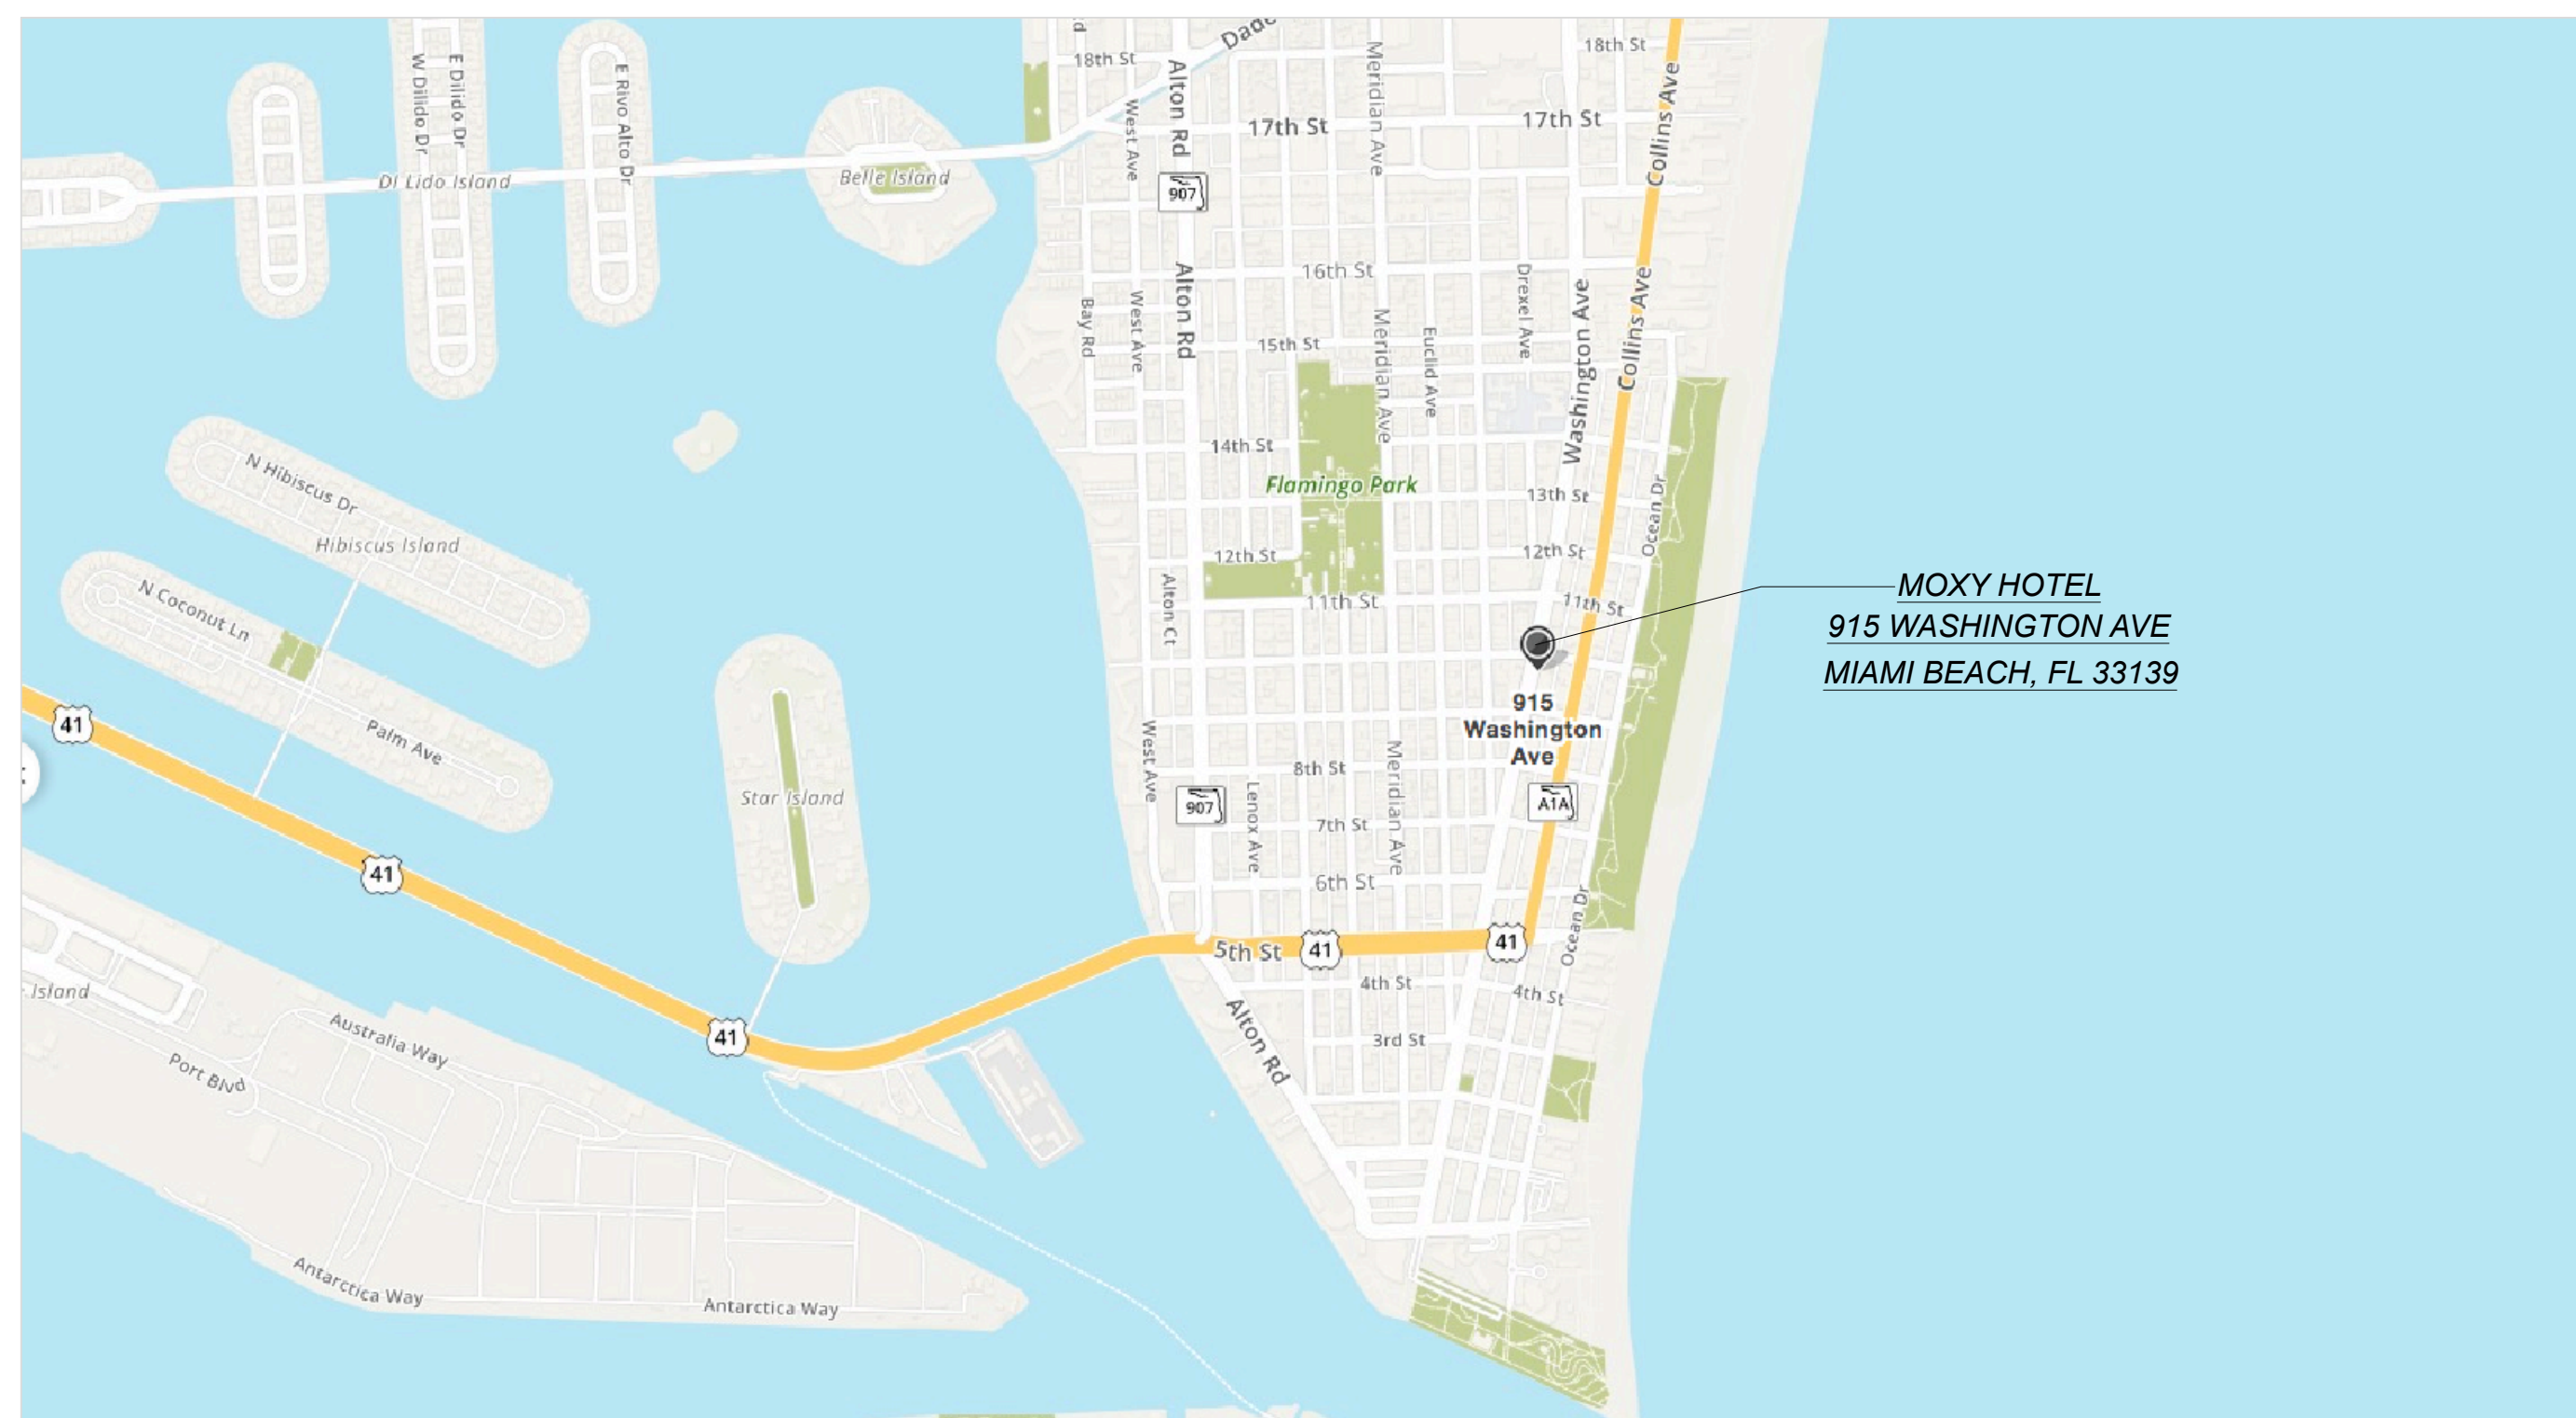 18th St
Dade
18th St
W Dilido Dr
E Dilido Dr
E Rivo Alto Dr
West Ave
Alton Rd
Meridian Ave
Collins Ave
17th St
17th St
Di Lido Island
Belle Island
907
16th St
Bay Rd
West Ave
Alton Rd
Meridian Ave
Euclid Ave
Drexel Ave
Washington Ave
Collins Ave
15th St
14th St
Flamingo Park
13th St
Ocean Dr
N Hibiscus Dr
Hibiscus Island
12th St
12th St
N Coconut Ln
Alton Ct
11th St
11th St
MOXY HOTEL
915 WASHINGTON AVE
MIAMI BEACH, FL 33139
915
Washington
Ave
41
Palm Ave
West Ave
Meridian Ave
8th St
Star Island
907
Lenox Ave
A1A
7th St
41
6th St
Ocean Dr
5th St
41
41
Island
4th St
4th St
Australia Way
Port Blvd
41
Alton Rd
3rd St
Antarctica Way
Antarctica Way